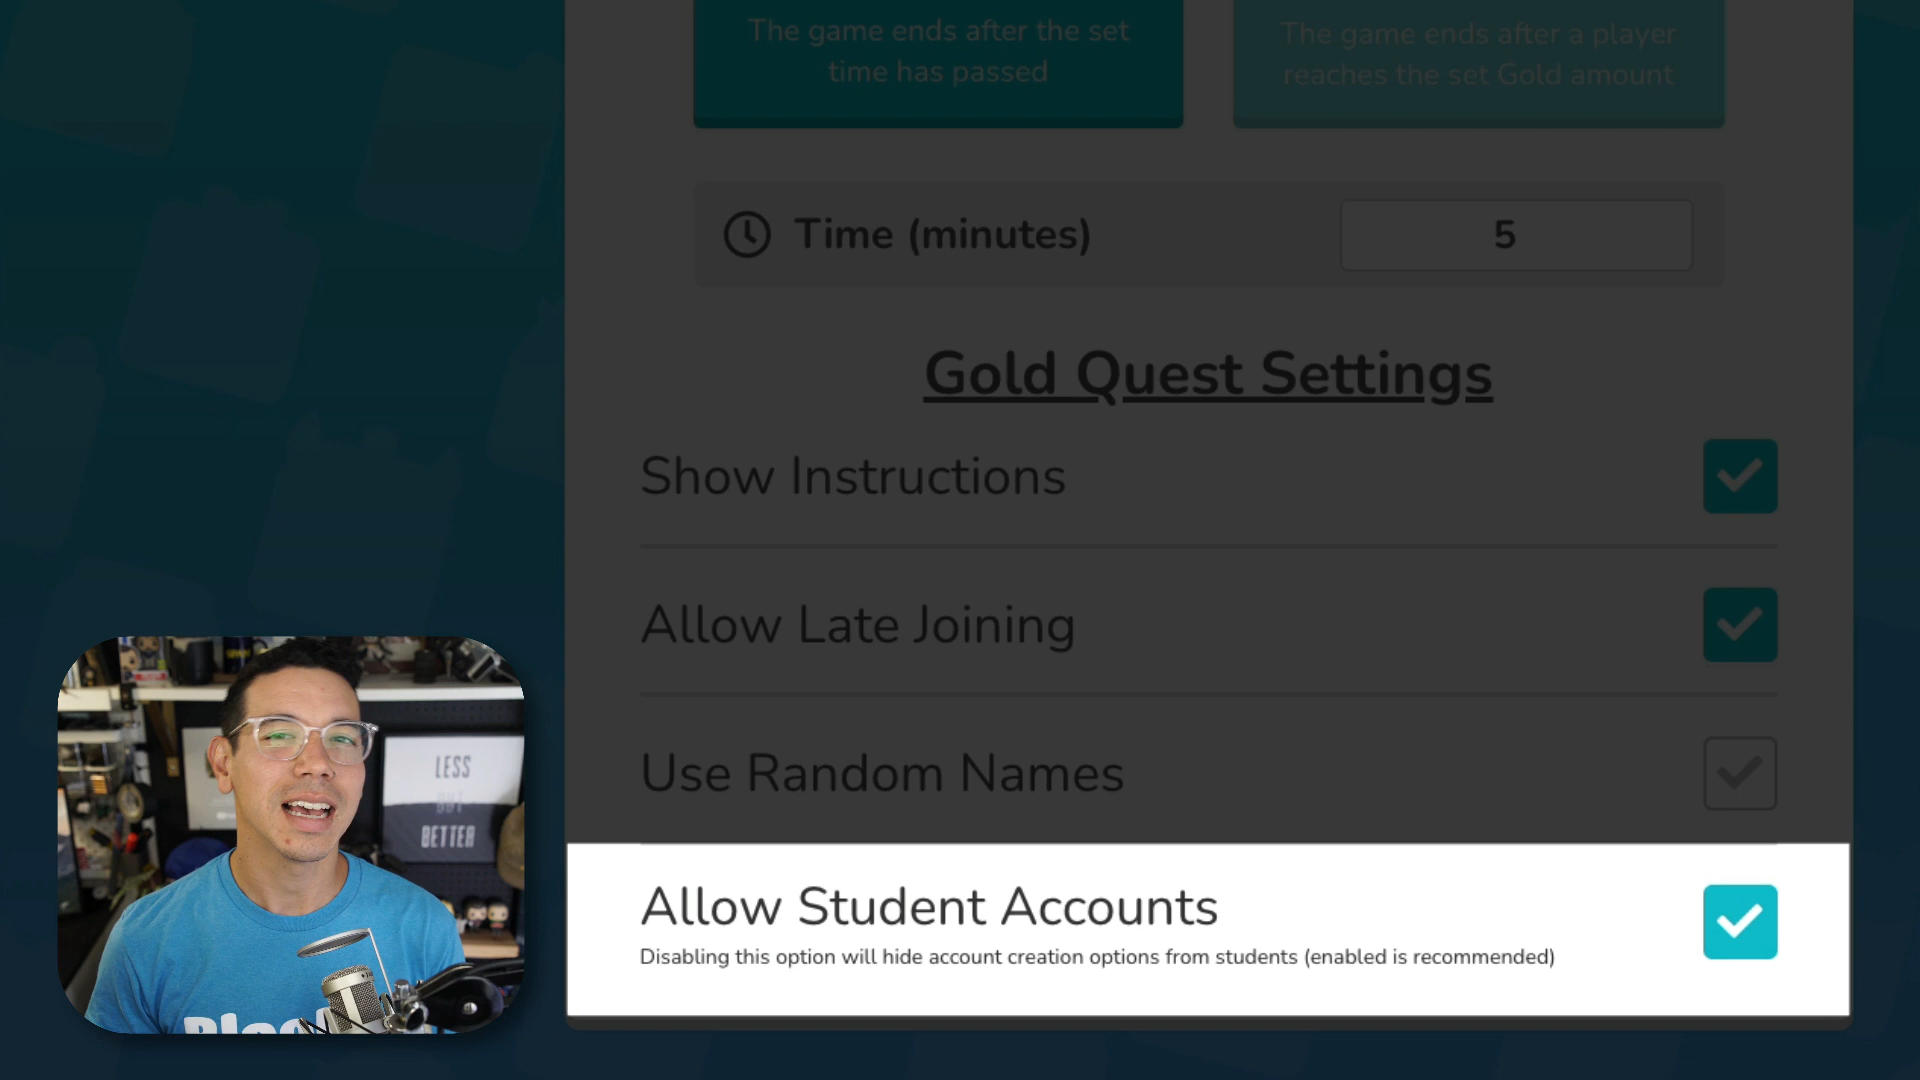 The game ends after the set
time has passed
The game ends after a player
reaches the set Gold amount
Time (minutes)
5
Gold Quest Settings
Show Instructions
Allow Late Joining
Use Random Names
Allow Student Accounts
Disabling this option will hide account creation options from students (enabled is recommended)
LESS
BUT
BETTER